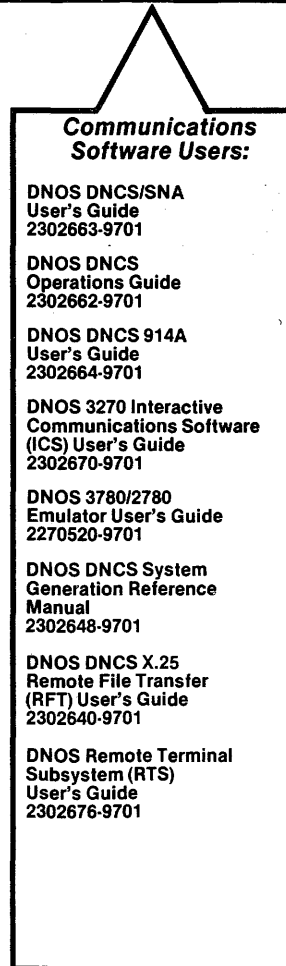 Communications
Software Users:
DNOS DNCS/SNA
User's Guide
2302663-9701
DNOS DNCS
Operations Guide
2302662-9701
DNOS DNCS 914A
User's Guide
2302664-9701
DNOS 3270 Interactive
Communications Software
(ICS) User's Guide
2302670-9701
DNOS 3780/2780
Emulator User's Guide
2270520-9701
DNOS DNCS System
Generation Reference
Manual
2302648-9701
DNOS DNCS X.25
Remote File Transfer
(RFT) User's Guide
2302640-9701
DNOS Remote Terminal
Subsystem (RTS)
User's Guide
2302676-9701